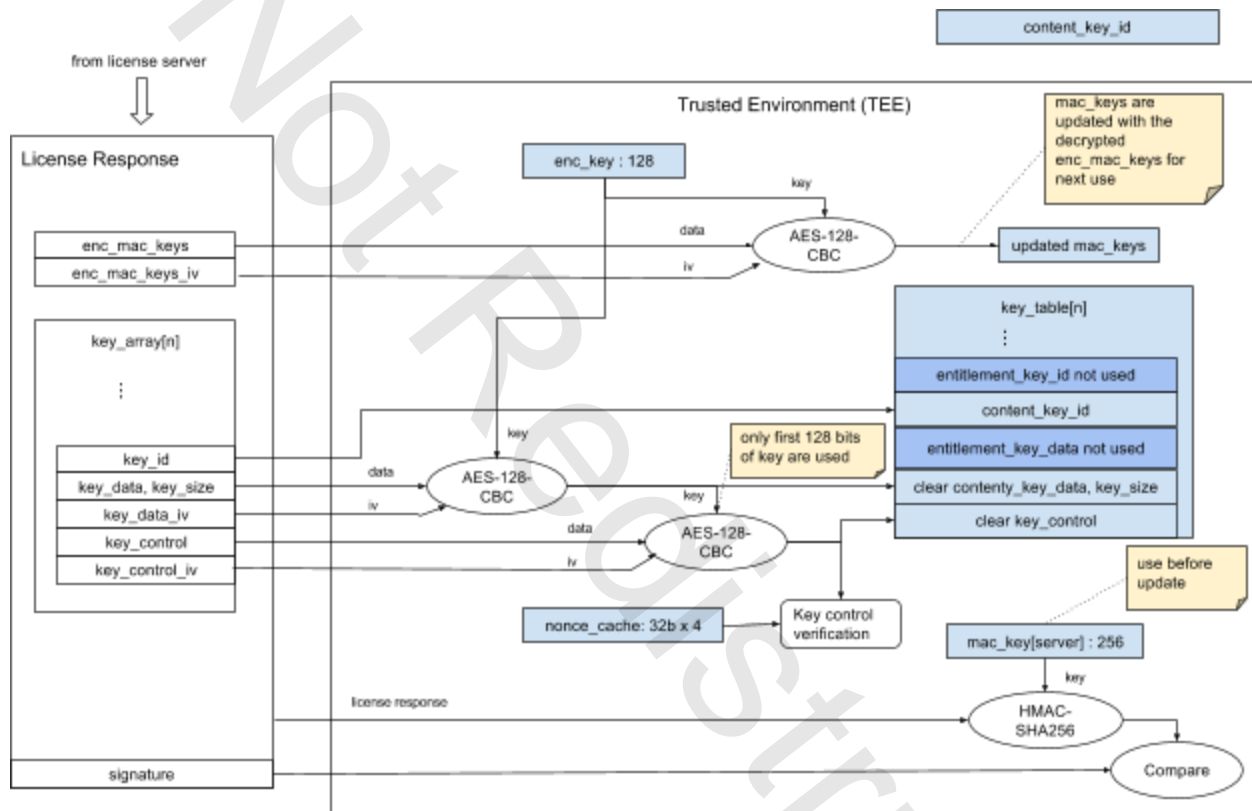 content_key_id
from license server
Trusted Environment (TEE)
mac_keys are
updated with the
decrypted
enc_mac_keys for
next use
License Response
enc_key : 128
key
enc_mac_keys
data
AES-128-
CBC
updated mac_keys
enc_mac_keys_iv
iv
key_array[n]
⋮
key_table[n]
⋮
entitlement_key_id not used
content_key_id
only first 128 bits
of key are used
entitlement_key_data not used
key
key_id
key_data, key_size
data
AES-128-
CBC
key
clear contenty_key_data, key_size
key_data_iv
iv
key_control
data
AES-128-
CBC
clear key_control
key_control_iv
iv
use before
update
nonce_cache: 32b x 4
Key control
verification
mac_key[server] : 256
key
license response
HMAC-
SHA256
signature
Compare
Not Redistr